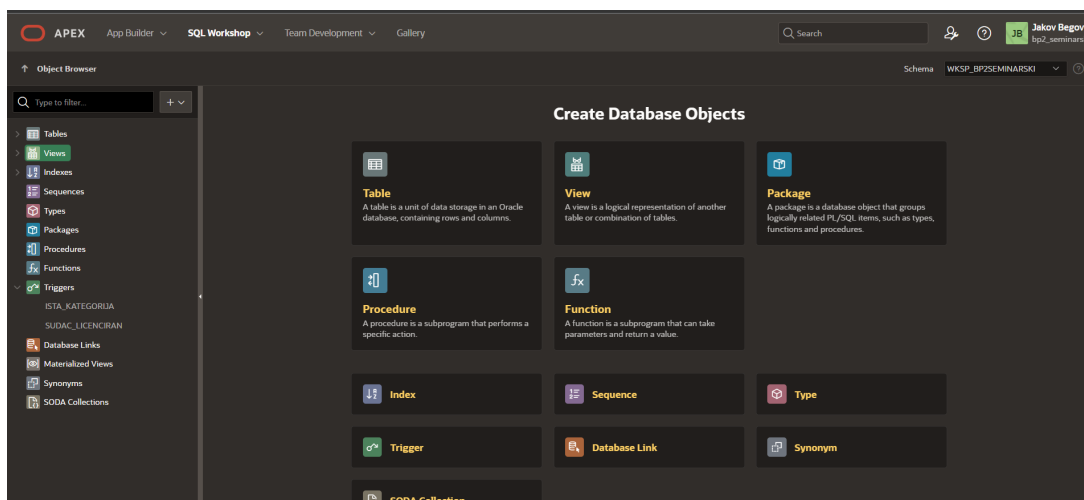 APEX App Builder SQL Workshop Team Development Gallery Search JB Jakov Begov
bp2_seminars
Object Browser Schema WKSP_BP2SEMINARSKI
Type to filter...
Create Database Objects
Tables
Views
Indexes
Sequences
Types
Packages
Procedures
Functions
Triggers
ISTA_KATEGORIJA
SUDAC_LICENCIRAN
Database Links
Materialized Views
Synonyms
SODA Collections
Table
A table is a unit of data storage in an Oracle
database, containing rows and columns.
View
A view is a logical representation of another
table or combination of tables.
Package
A package is a database object that groups
logically related PL/SQL items, such as types,
functions and procedures.
Procedure
A procedure is a subprogram that performs a
specific action.
Function
A function is a subprogram that can take
parameters and return a value.
Index
Sequence
Type
Trigger
Database Link
Synonym
SODA Collection